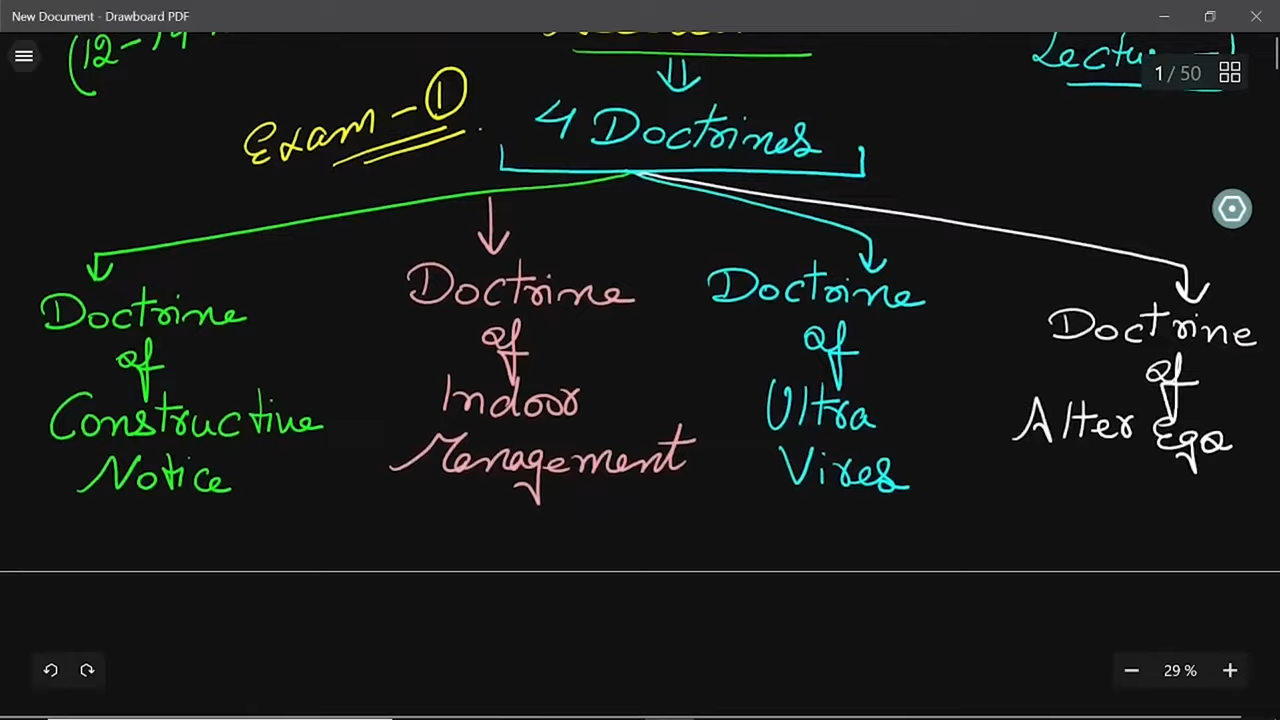 New Document - Drawboard PDF
(12-
1 / 50
Exam - 1
4 Doctrines
Doctrine
of
Constructive
Notice
Doctrine
of
Indoor
Management
Doctrine
of
Ultra
Vires
Doctrine
of
Alter Ego
29 %